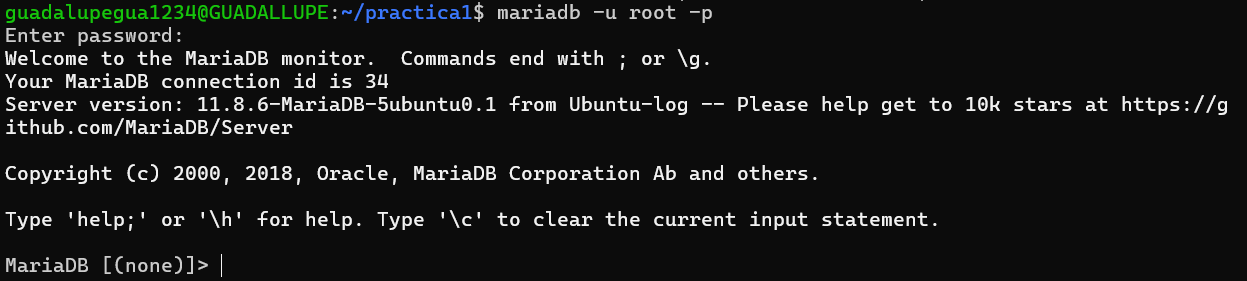 guadalupegua1234@GUADALLUPE:~/practica1$ mariadb -u root -p
Enter password:
Welcome to the MariaDB monitor.  Commands end with ; or \g.
Your MariaDB connection id is 34
Server version: 11.8.6-MariaDB-5ubuntu0.1 from Ubuntu-log -- Please help get to 10k stars at https://g
ithub.com/MariaDB/Server
Copyright (c) 2000, 2018, Oracle, MariaDB Corporation Ab and others.
Type 'help;' or '\h' for help. Type '\c' to clear the current input statement.
MariaDB [(none)]>